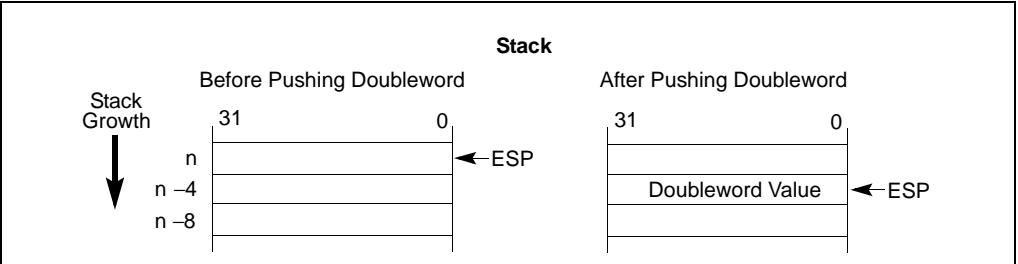 Stack
Before Pushing Doubleword
After Pushing Doubleword
Stack
Growth
31 0
31 0
n
ESP
n –4
Doubleword Value
ESP
n –8